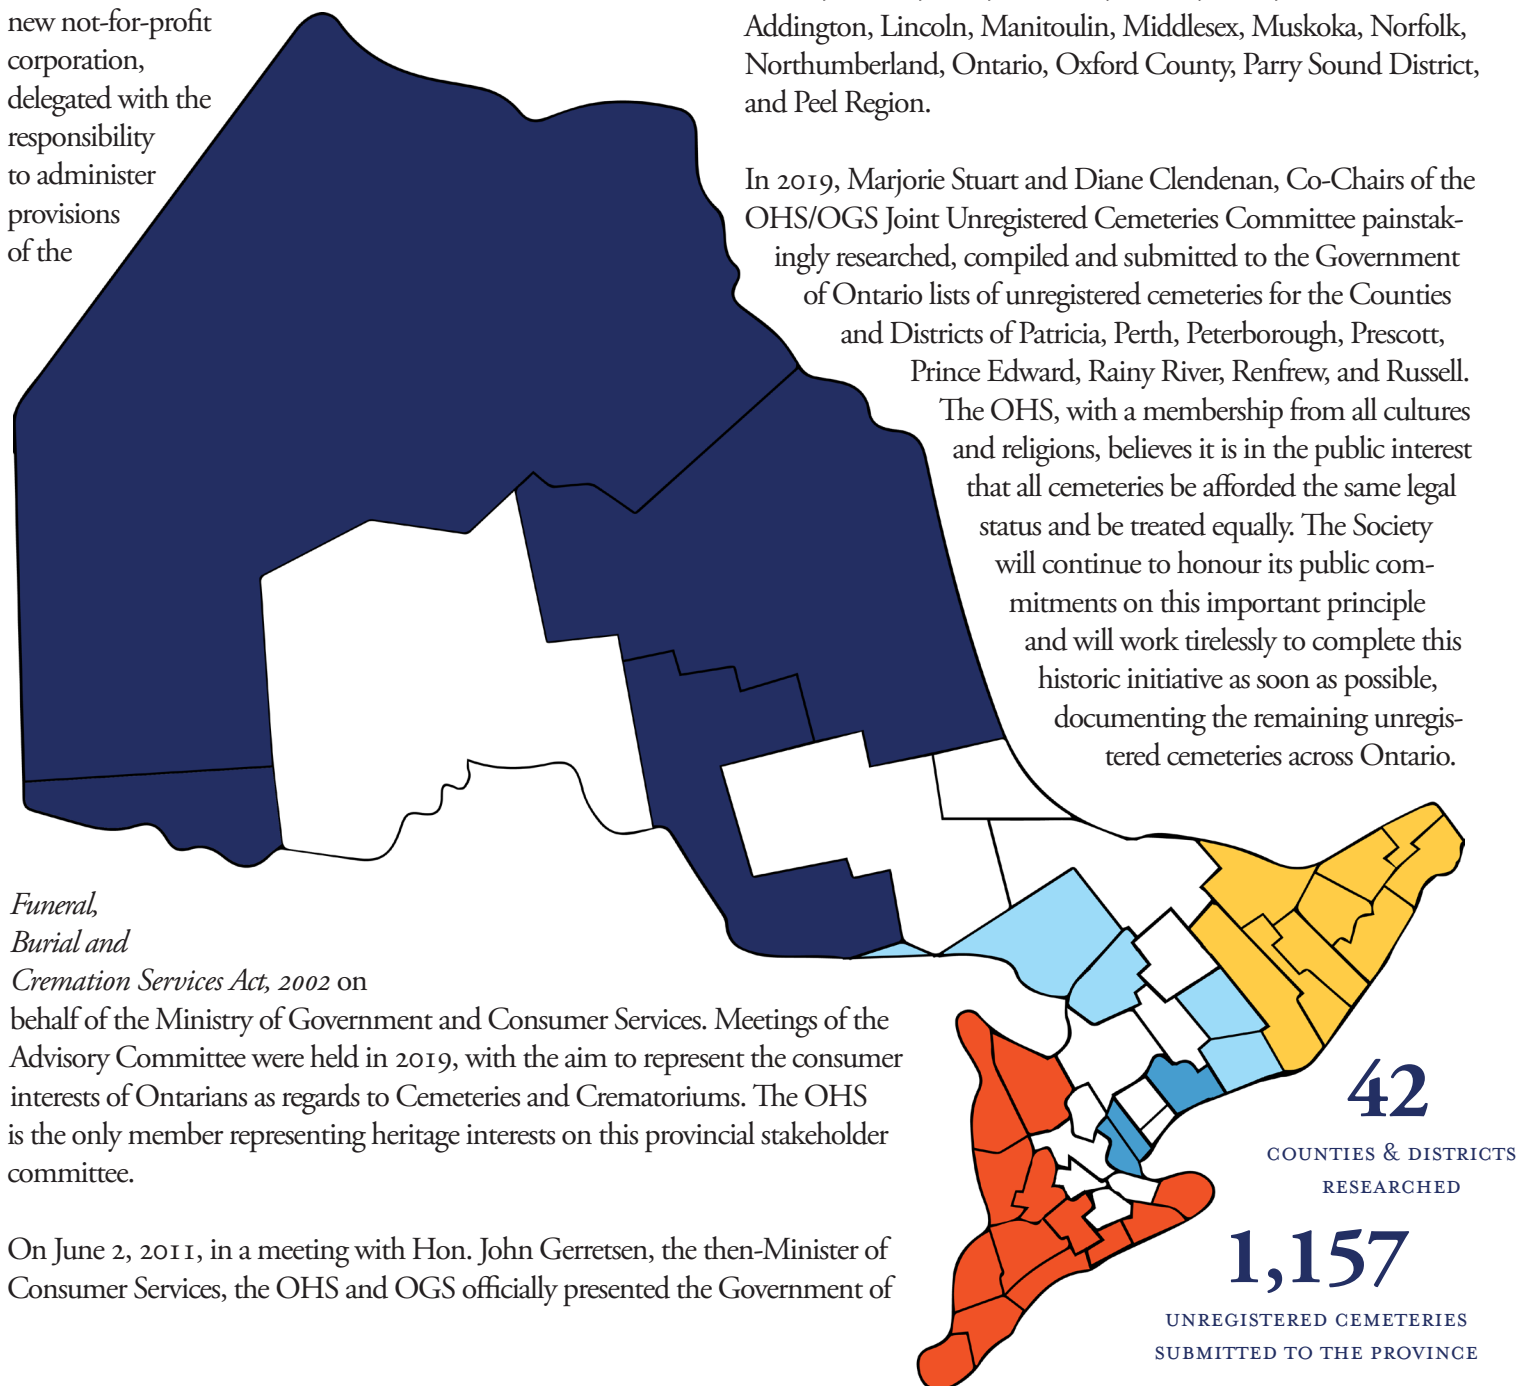 new not-for-profit
corporation,
delegated with the
responsibility
to administer
provisions
of the
Funeral,
Burial and
Cremation Services Act, 2002 on
behalf of the Ministry of Government and Consumer Services. Meetings of the
Advisory Committee were held in 2019, with the aim to represent the consumer
interests of Ontarians as regards to Cemeteries and Crematoriums. The OHS
is the only member representing heritage interests on this provincial stakeholder
committee.
On June 2, 2011, in a meeting with Hon. John Gerretsen, the then-Minister of
Consumer Services, the OHS and OGS officially presented the Government of
Addington, Lincoln, Manitoulin, Middlesex, Muskoka, Norfolk,
Northumberland, Ontario, Oxford County, Parry Sound District,
and Peel Region.
In 2019, Marjorie Stuart and Diane Clendenan, Co-Chairs of the
OHS/OGS Joint Unregistered Cemeteries Committee painstak-
ingly researched, compiled and submitted to the Government
of Ontario lists of unregistered cemeteries for the Counties
and Districts of Patricia, Perth, Peterborough, Prescott,
Prince Edward, Rainy River, Renfrew, and Russell.
The OHS, with a membership from all cultures
and religions, believes it is in the public interest
that all cemeteries be afforded the same legal
status and be treated equally. The Society
will continue to honour its public com-
mitments on this important principle
and will work tirelessly to complete this
historic initiative as soon as possible,
documenting the remaining unregis-
tered cemeteries across Ontario.
42
COUNTIES & DISTRICTS
RESEARCHED
1,157
UNREGISTERED CEMETERIES
SUBMITTED TO THE PROVINCE